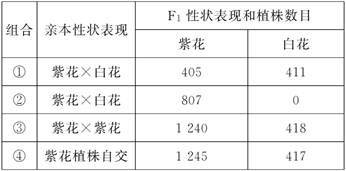 组合 亲本性状表现 F₁性状表现和植株数目
紫花 白花
① 紫花×白花 405 411
② 紫花×白花 807 0
③ 紫花×紫花 1 240 418
④ 紫花植株自交 1 245 417